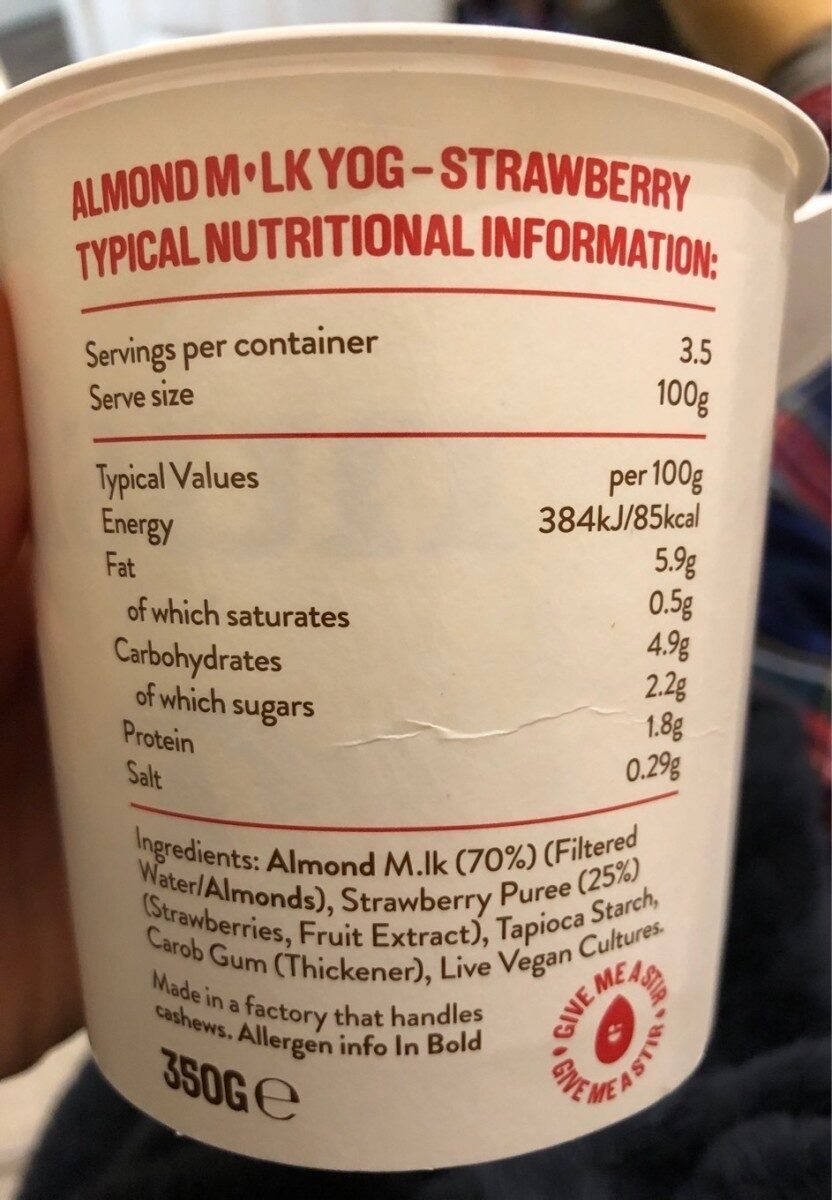 ALMOND M•LK YOG – STRAWBERRY
TYPICAL NUTRITIONAL INFORMATION:
Servings per container 3.5
Serve size 100g
Typical Values per 100g
Energy 384kJ/85kcal
Fat 5.9g
of which saturates 0.5g
Carbohydrates 4.9g
of which sugars 2.2g
Protein 1.8g
Salt 0.29g
Ingredients: Almond M.lk (70%) (Filtered
Water/Almonds), Strawberry Puree (25%)
(Strawberries, Fruit Extract), Tapioca Starch,
Carob Gum (Thickener), Live Vegan Cultures.
Made in a factory that handles
cashews. Allergen info In Bold
350G e
GIVE ME A STIR • GIVE ME A STIR •